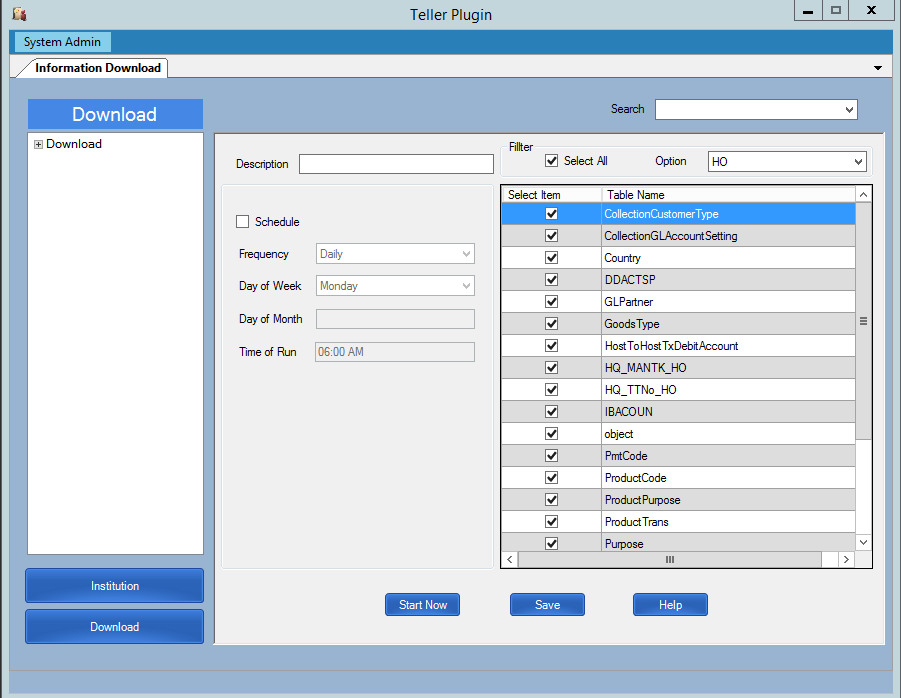 Teller Plugin
System Admin
Information Download
Download
Search
Download
Description
Fillter
Select All
Option
HO
Schedule
Frequency
Daily
Day of Week
Monday
Day of Month
Time of Run
06:00 AM
Select Item
Table Name
CollectionCustomerType
CollectionGLAccountSetting
Country
DDACTSP
GLPartner
GoodsType
HostToHostTxDebitAccount
HQ_MANTK_HO
HQ_TTNo_HO
IBACOUN
object
PmtCode
ProductCode
ProductPurpose
ProductTrans
Purpose
Institution
Download
Start Now
Save
Help